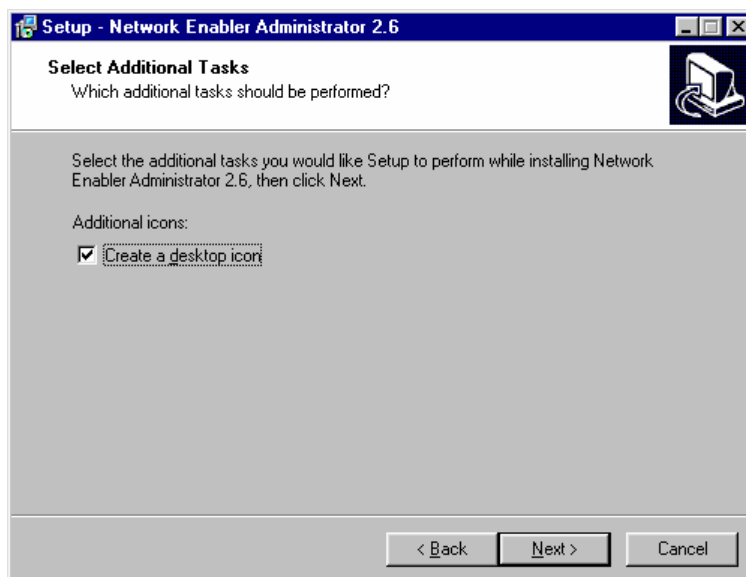 Setup - Network Enabler Administrator 2.6
Select Additional Tasks
Which additional tasks should be performed?
Select the additional tasks you would like Setup to perform while installing Network
Enabler Administrator 2.6, then click Next.
Additional icons:
Create a desktop icon
< Back Next > Cancel